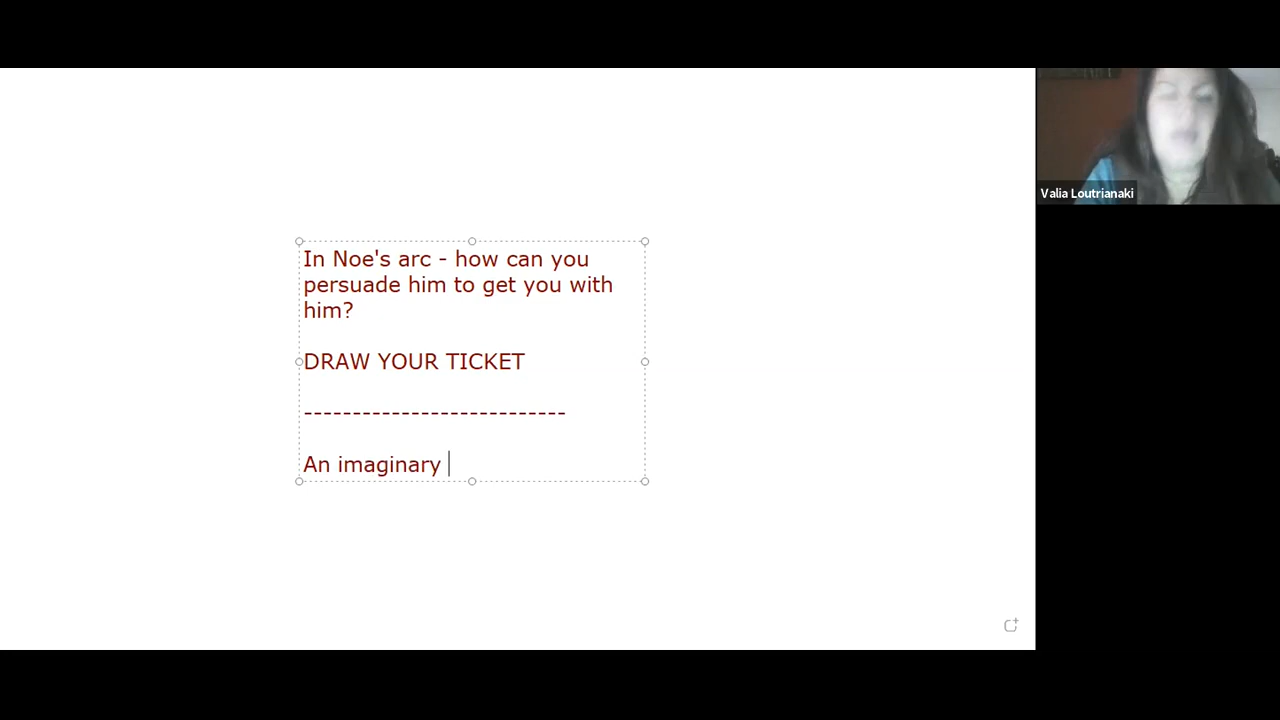 In Noe's arc - how can you
persuade him to get you with
him?
DRAW YOUR TICKET
---------------------------
An imaginary
Valia Loutrianaki